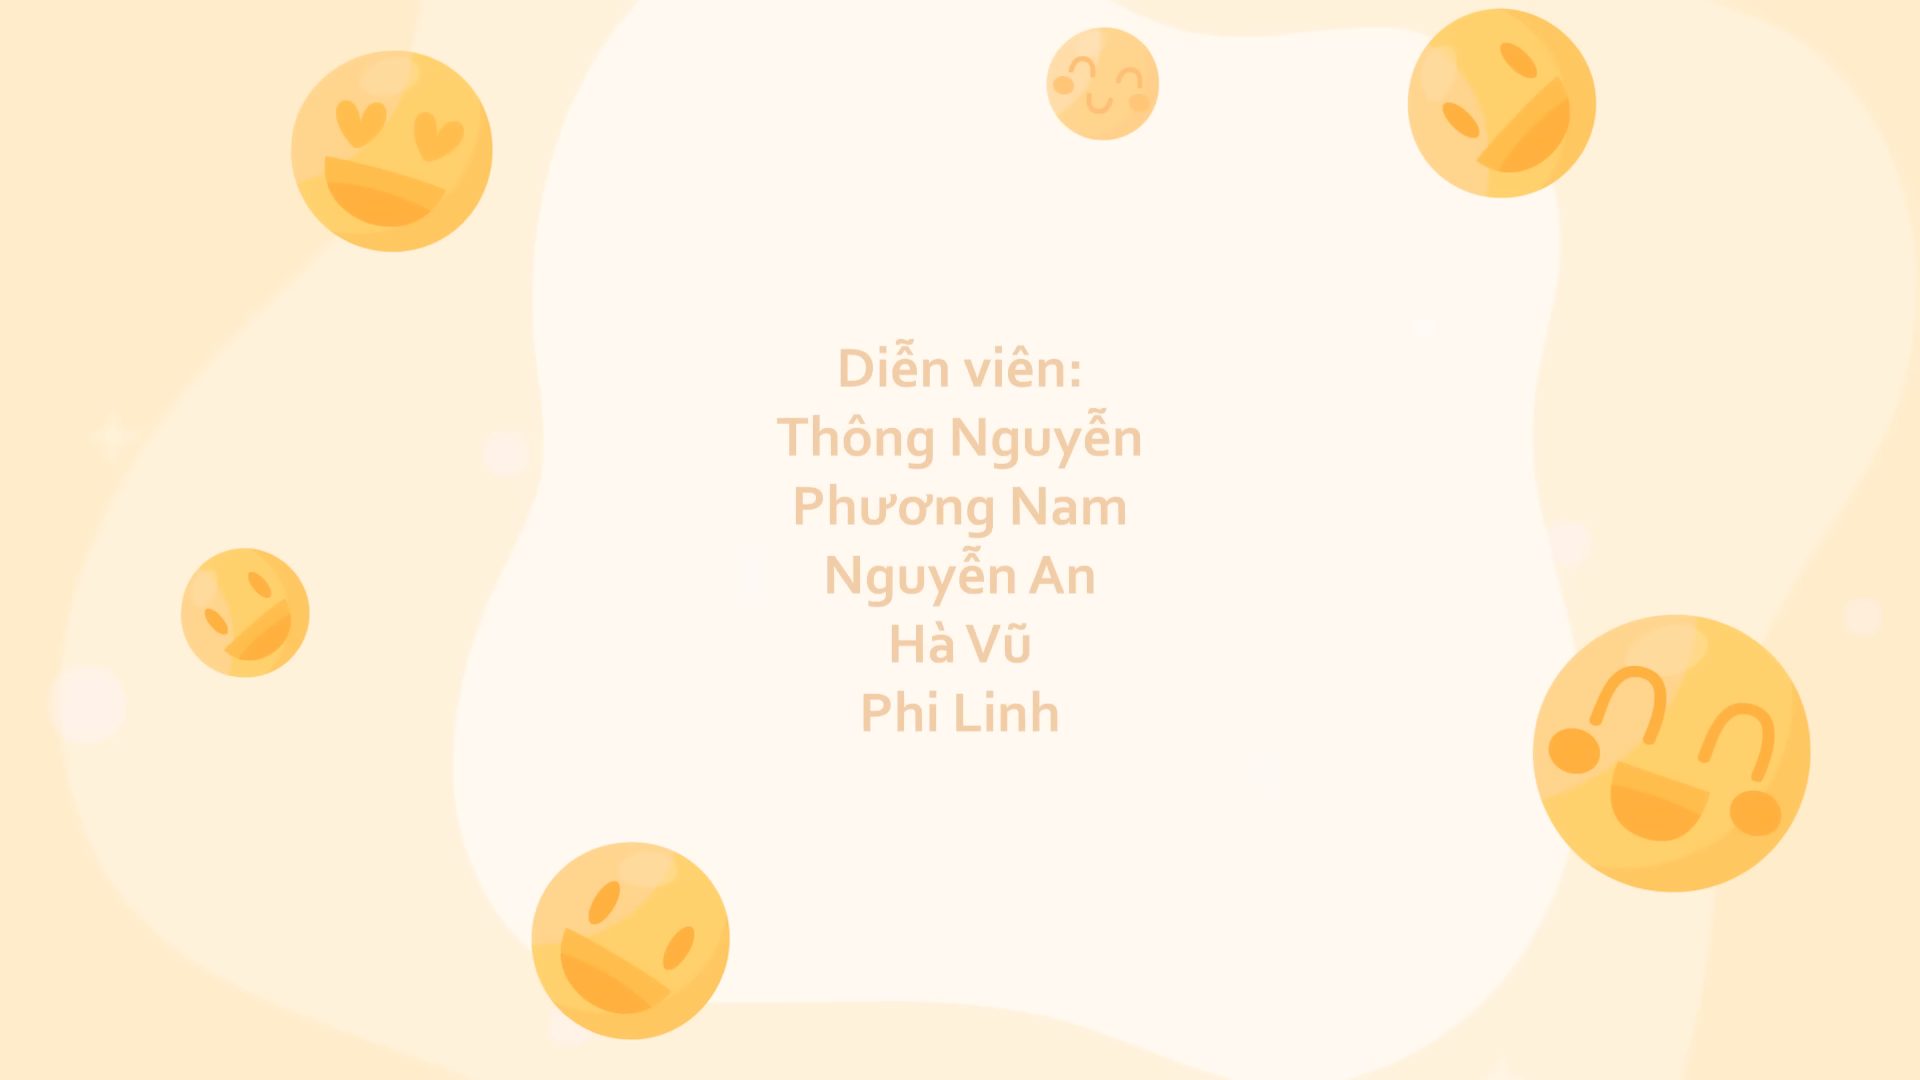 Diễn viên:
Thông Nguyễn
Phương Nam
Nguyễn An
Hà Vũ
Phi Linh